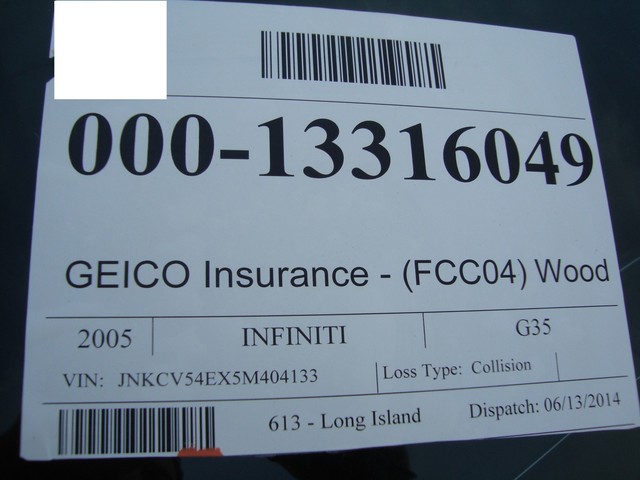 000-13316049
GEICO Insurance - (FCC04) Wood
2005 INFINITI G35
VIN: JNKCV54EX5M404133 Loss Type: Collision
613 - Long Island Dispatch: 06/13/2014